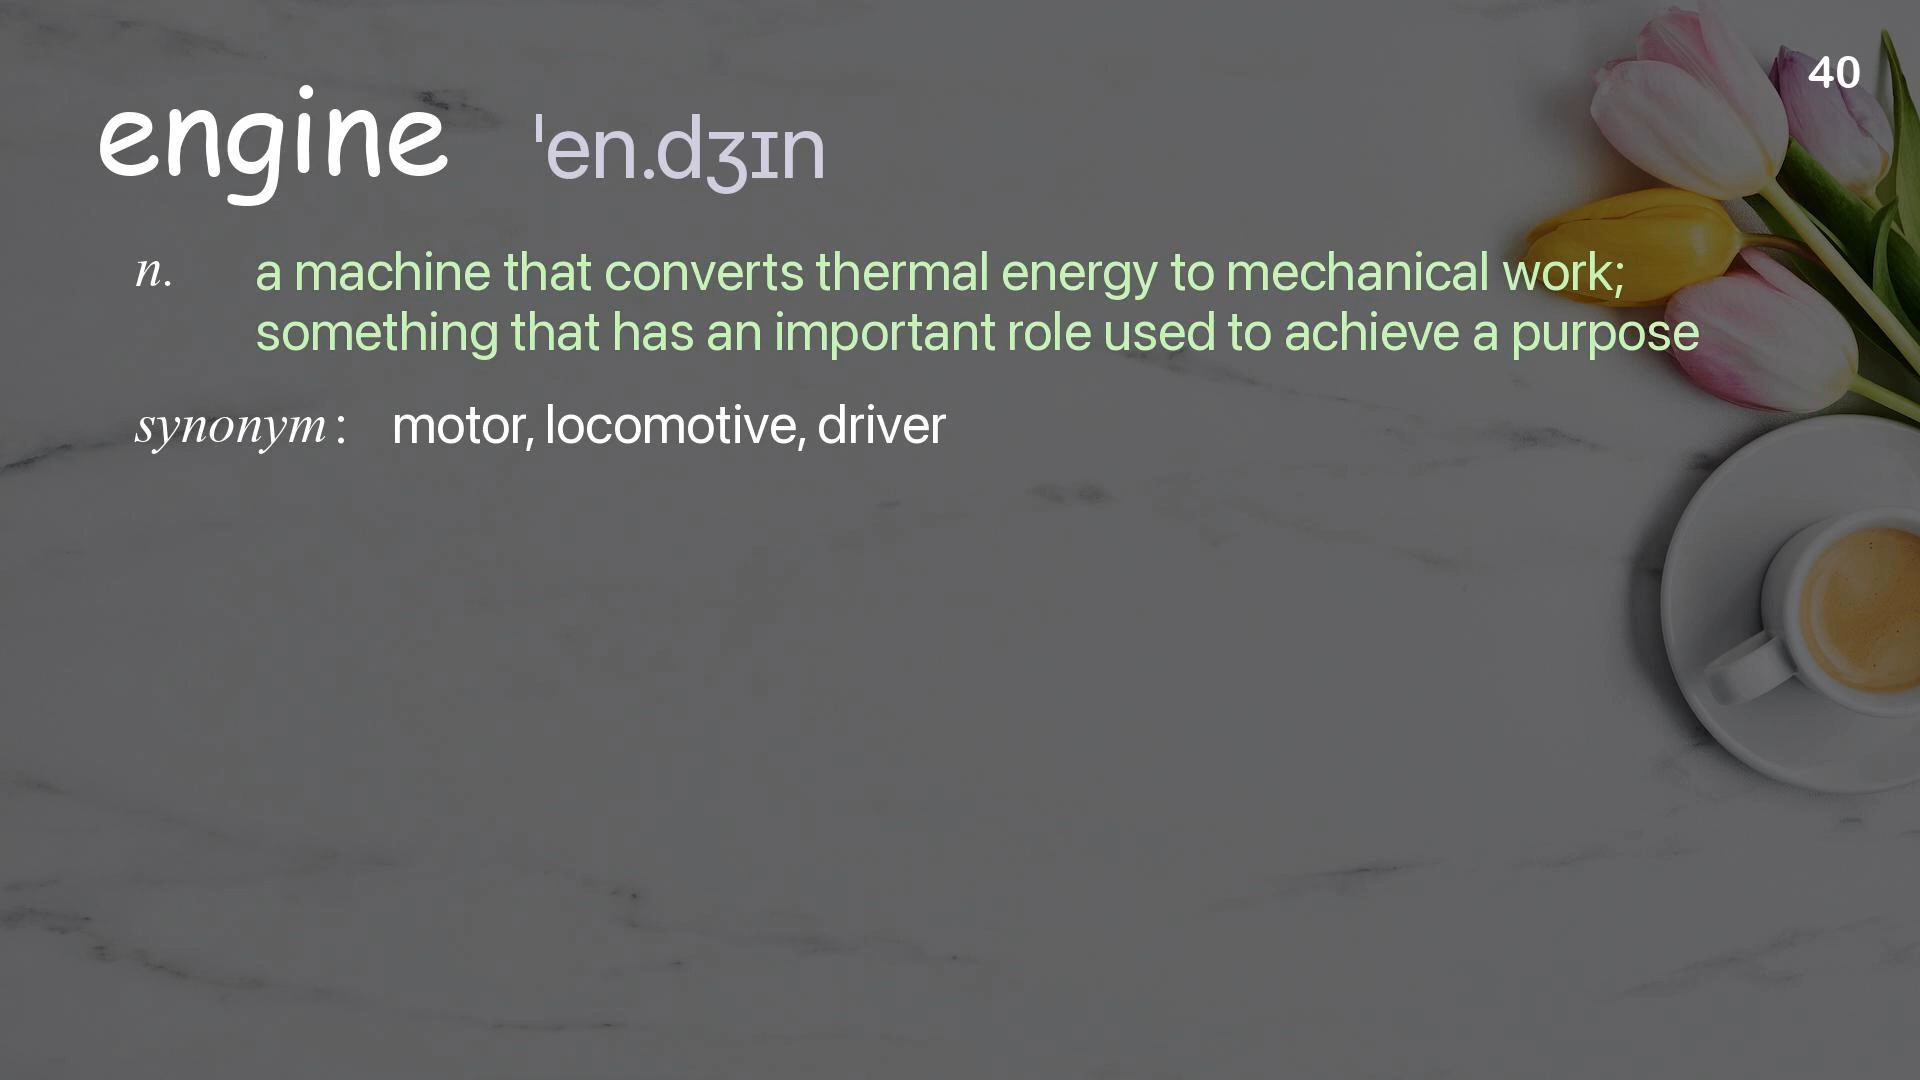 40
engine ˈen.dʒɪn
n. a machine that converts thermal energy to mechanical work;
something that has an important role used to achieve a purpose
synonym: motor, locomotive, driver